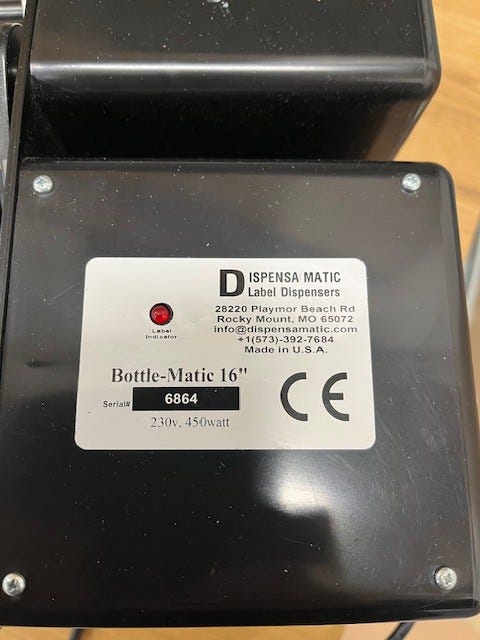 DISPENSA MATIC
Label Dispensers
28220 Playmor Beach Rd
Rocky Mount, MO 65072
info@dispensamatic.com
+1(573)-392-7684
Made in U.S.A.
Label
Indicator
Bottle-Matic 16"
Serial# 6864
230v, 450watt
CE